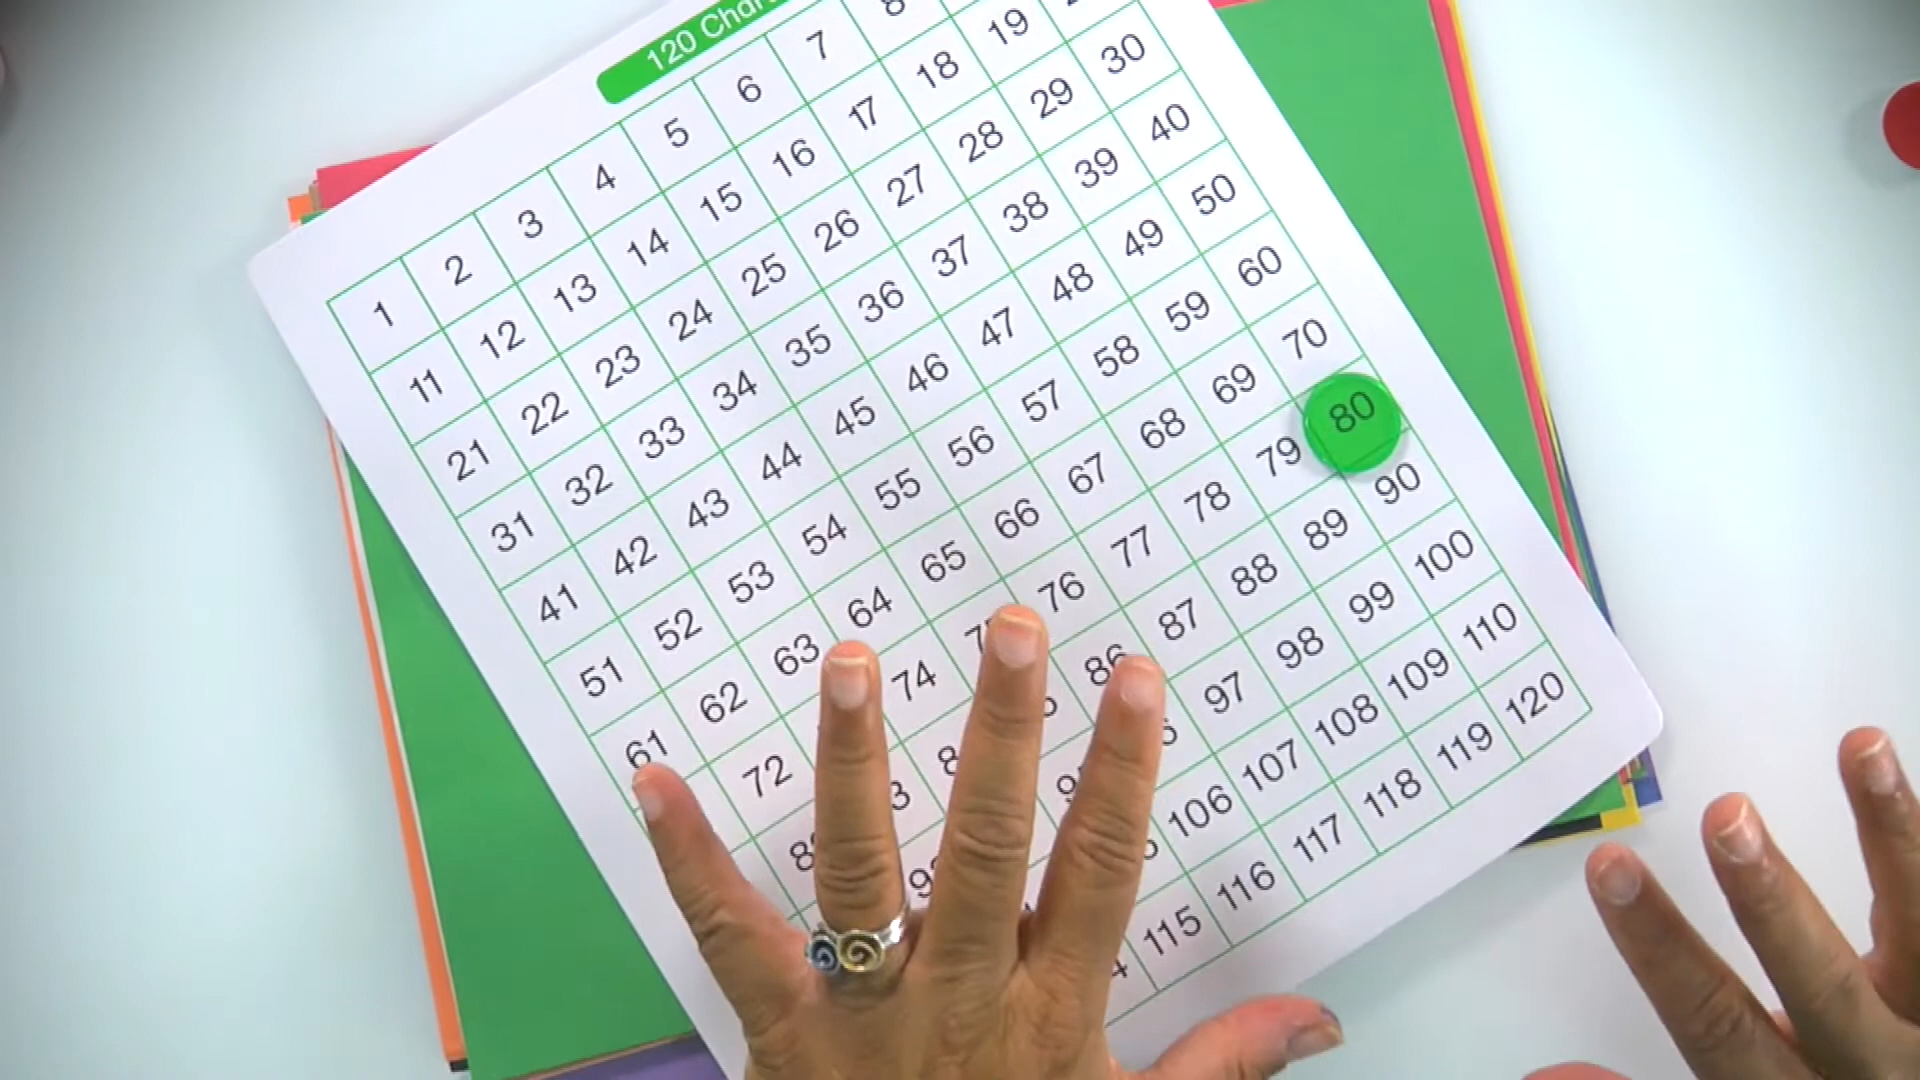 120 Chart
1 2 3 4 5 6 7 8
11 12 13 14 15 16 17 18 19
21 22 23 24 25 26 27 28 29 30
31 32 33 34 35 36 37 38 39 40
41 42 43 44 45 46 47 48 49 50
51 52 53 54 55 56 57 58 59 60
61 62 63 64 65 66 67 68 69 70
72 74 76 77 78 79 80
86 87 88 89 90
97 98 99 100
106 107 108 109 110
115 116 117 118 119 120